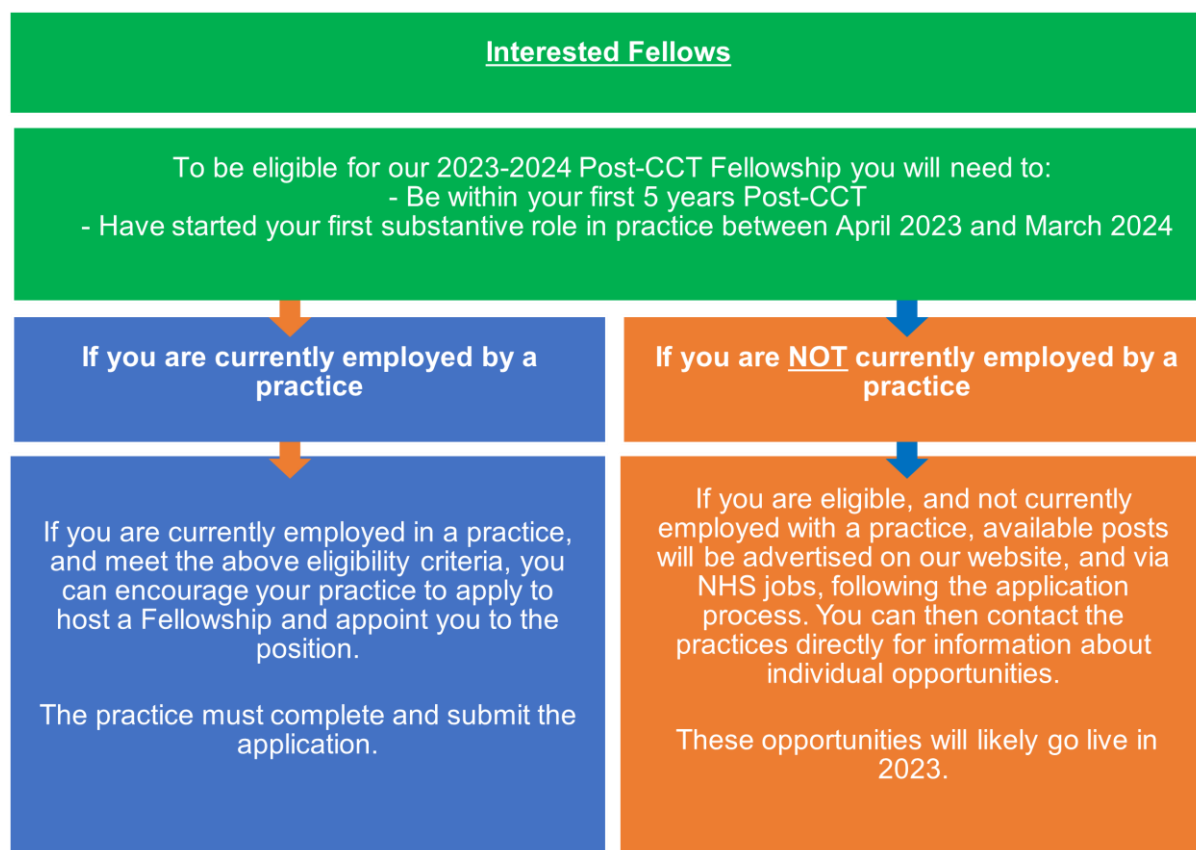 Interested Fellows
To be eligible for our 2023-2024 Post-CCT Fellowship you will need to:
- Be within your first 5 years Post-CCT
- Have started your first substantive role in practice between April 2023 and March 2024
If you are currently employed by a
practice
If you are currently employed in a practice,
and meet the above eligibility criteria, you
can encourage your practice to apply to
host a Fellowship and appoint you to the
position.
The practice must complete and submit the
application.
If you are NOT currently employed by a
practice
If you are eligible, and not currently
employed with a practice, available posts
will be advertised on our website, and via
NHS jobs, following the application
process. You can then contact the
practices directly for information about
individual opportunities.
These opportunities will likely go live in
2023.